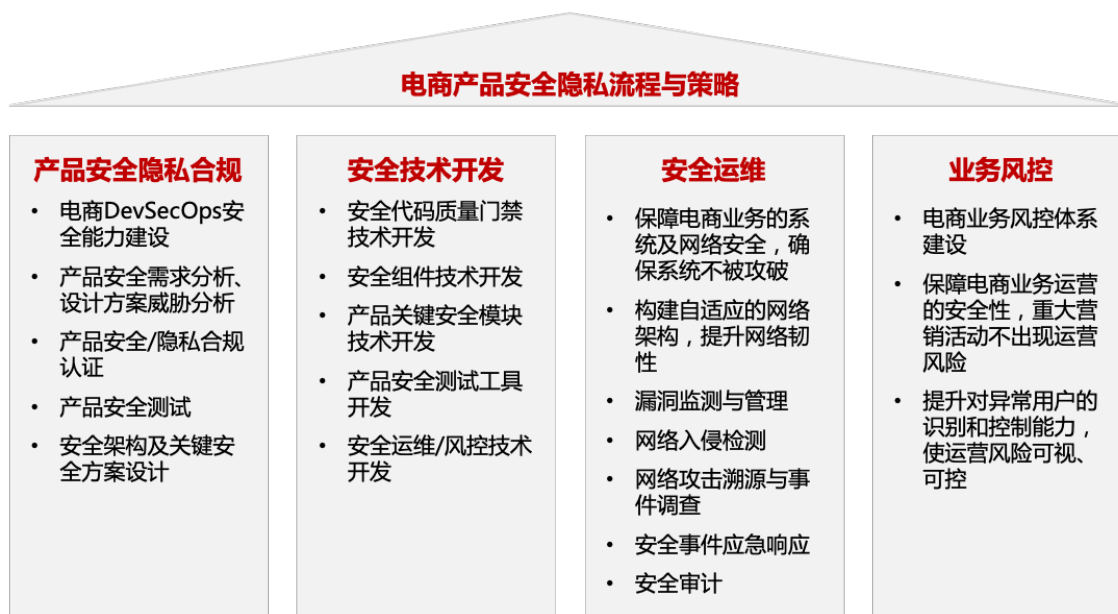 电商产品安全隐私流程与策略
产品安全隐私合规
• 电商DevSecOps安
全能力建设
• 产品安全需求分析、
设计方案威胁分析
• 产品安全/隐私合规
认证
• 产品安全测试
• 安全架构及关键安
全方案设计
安全技术开发
• 安全代码质量门禁
技术开发
• 安全组件技术开发
• 产品关键安全模块
技术开发
• 产品安全测试工具
开发
• 安全运维/风控技术
开发
安全运维
• 保障电商业务的系
统及网络安全，确
保系统不被攻破
• 构建自适应的网络
架构，提升网络韧
性
• 漏洞监测与管理
• 网络入侵检测
• 网络攻击溯源与事
件调查
• 安全事件应急响应
• 安全审计
业务风控
• 电商业务风控体系
建设
• 保障电商业务运营
的安全性，重大营
销活动不出现运营
风险
• 提升对异常用户的
识别和控制能力，
使运营风险可视、
可控